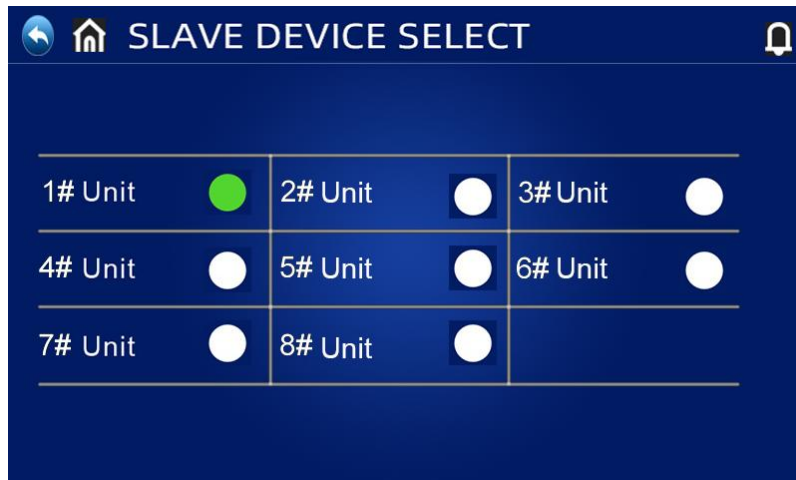 SLAVE DEVICE SELECT
1# Unit 2# Unit 3# Unit
4# Unit 5# Unit 6# Unit
7# Unit 8# Unit